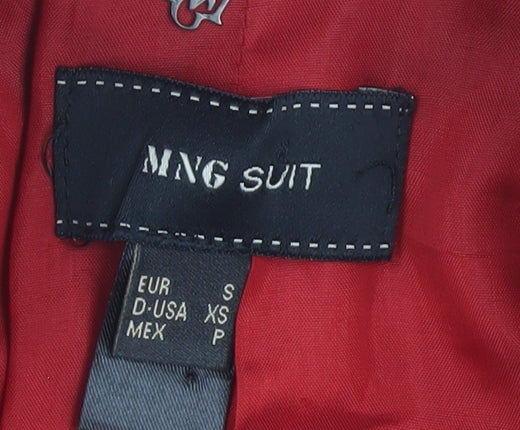 MNG SUIT
EUR S
D·USA XS
MEX P